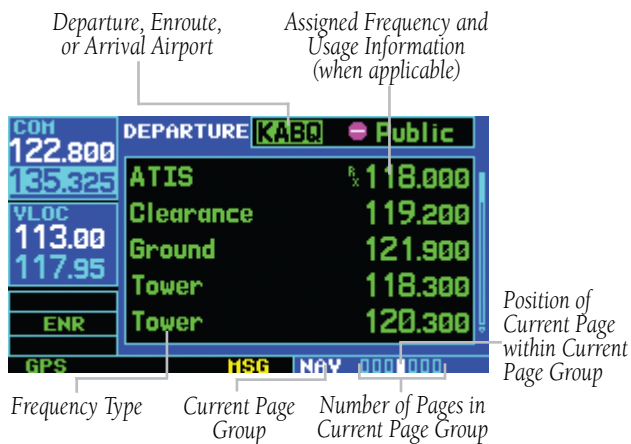 Departure, Enroute,
or Arrival Airport
Assigned Frequency and
Usage Information
(when applicable)
COM
122.800
135.325
VLOC
113.00
117.95
ENR
DEPARTURE KABQ Public
ATIS Rx 118.000
Clearance 119.200
Ground 121.900
Tower 118.300
Tower 120.300
GPS MSG NAV
Position of
Current Page
within Current
Page Group
Frequency Type
Current Page
Group
Number of Pages in
Current Page Group